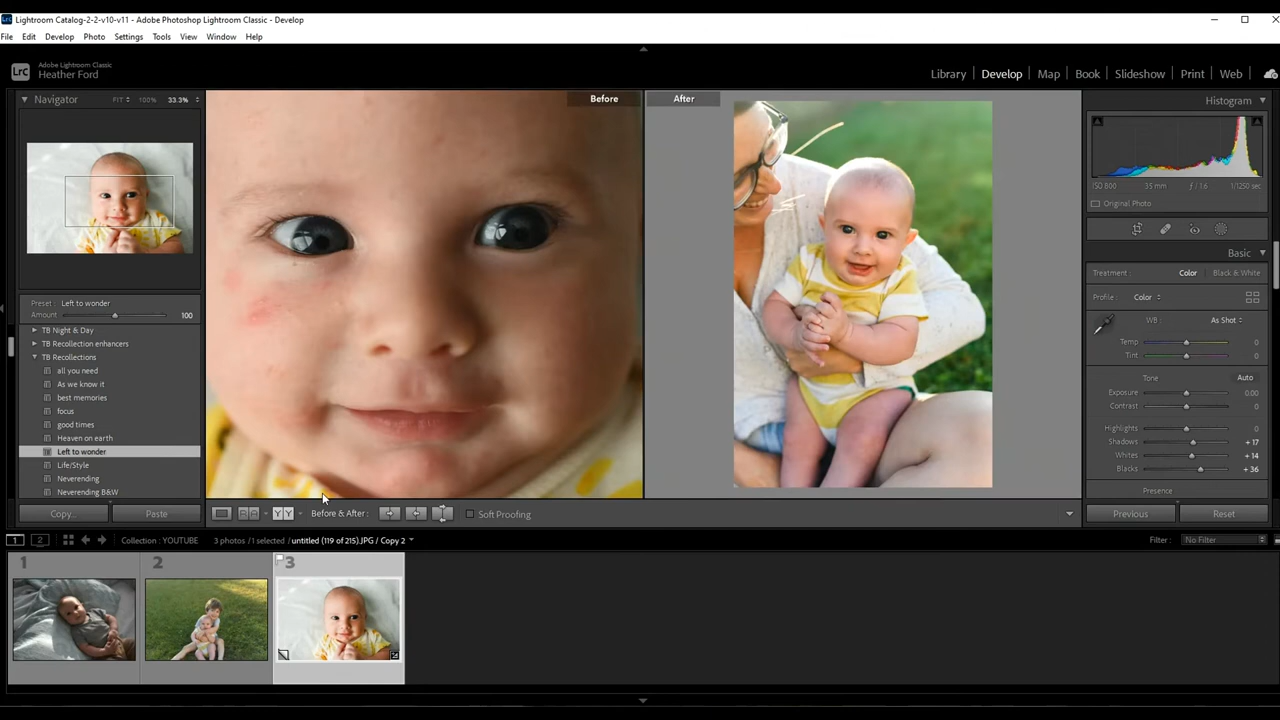 Lightroom Catalog-2-2-v10-v11 - Adobe Photoshop Lightroom Classic - Develop
File Edit Develop Photo Settings Tools View Window Help
Lrc Adobe Lightroom Classic
Heather Ford
Library | Develop | Map | Book | Slideshow | Print | Web
Navigator FIT 100% 33.3%
Before
After
Histogram
ISO 800 35 mm ƒ / 1.6 1/1250 sec
Original Photo
Basic
Treatment : Color Black & White
Profile : Color
WB : As Shot
Temp 0
Tint 0
Tone Auto
Exposure 0.00
Contrast 0
Highlights 0
Shadows + 17
Whites + 14
Blacks + 36
Presence
Previous Reset
Preset : Left to wonder
Amount 100
TB Night & Day
TB Recollection enhancers
TB Recollections
all you need
As we know it
best memories
focus
good times
Heaven on earth
Left to wonder
Life/Style
Neverending
Neverending B&W
Copy... Paste
R A Y Y Before & After : Soft Proofing
1 2 Collection : YOUTUBE 3 photos / 1 selected / untitled (119 of 215).JPG / Copy 2 Filter : No Filter
1 2 3